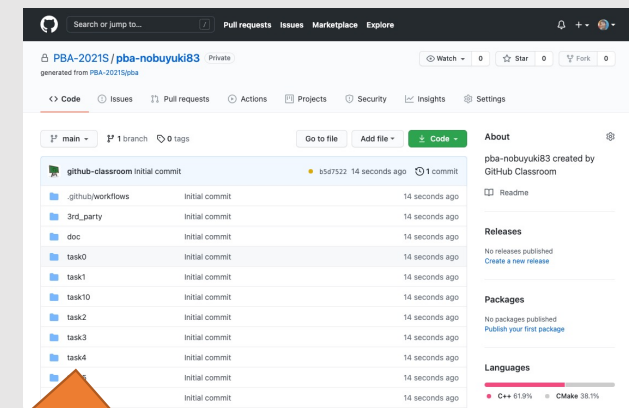 Search or jump to...
/
Pull requests Issues Marketplace Explore
PBA-2021S / pba-nobuyuki83 Private
generated from PBA-2021S/pba
Watch 0 Star 0 Fork 0
Code Issues Pull requests Actions Projects Security Insights Settings
main 1 branch 0 tags Go to file Add file Code
github-classroom Initial commit b5d7522 14 seconds ago 1 commit
.github/workflows Initial commit 14 seconds ago
3rd_party Initial commit 14 seconds ago
doc Initial commit 14 seconds ago
task0 Initial commit 14 seconds ago
task1 Initial commit 14 seconds ago
task10 Initial commit 14 seconds ago
task2 Initial commit 14 seconds ago
task3 Initial commit 14 seconds ago
task4 Initial commit 14 seconds ago
Initial commit 14 seconds ago
Initial commit 14 seconds ago
About
pba-nobuyuki83 created by
GitHub Classroom
Readme
Releases
No releases published
Create a new release
Packages
No packages published
Publish your first package
Languages
C++ 61.9% CMake 38.1%